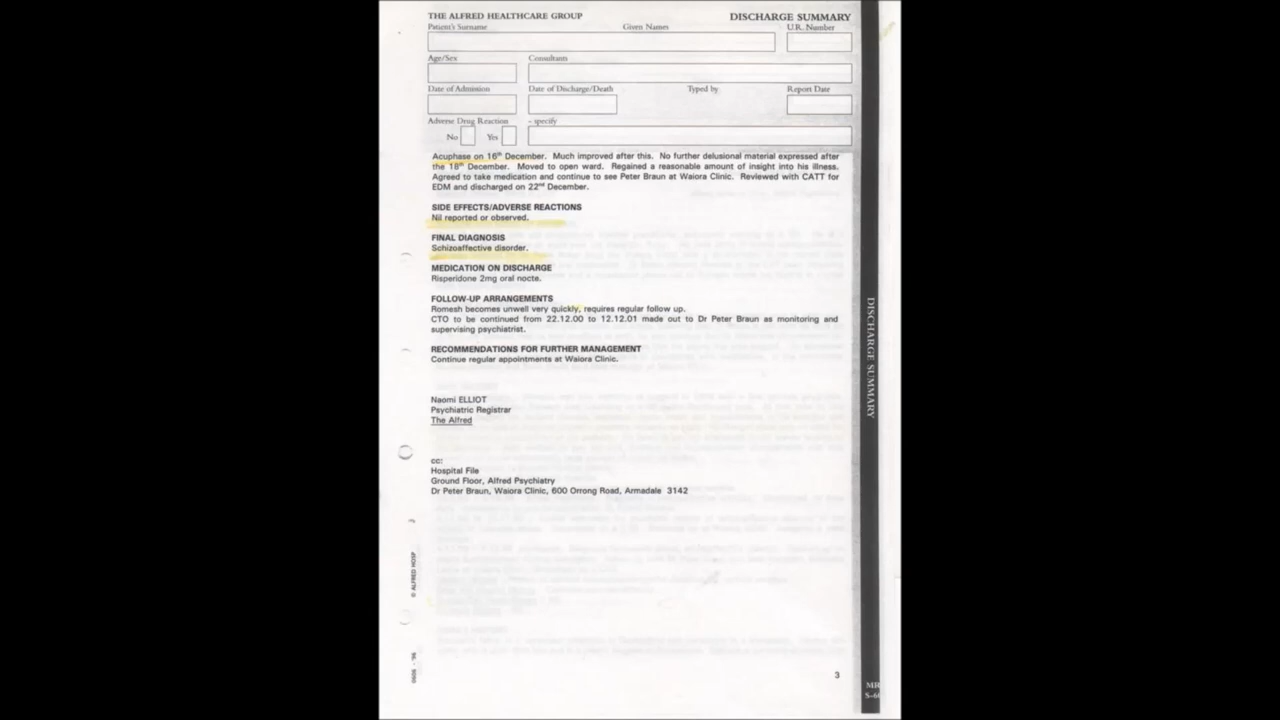 THE ALFRED HEALTHCARE GROUP
DISCHARGE SUMMARY
Patient's Surname Given Names U.R. Number
Age/Sex Consultants
Date of Admission Date of Discharge/Death Typed by Report Date
Adverse Drug Reaction - specify
No Yes
Acuphase on 16th December. Much improved after this. No further delusional material expressed after
the 18th December. Moved to open ward. Regained a reasonable amount of insight into his illness.
Agreed to take medication and continue to see Peter Braun at Waiora Clinic. Reviewed with CATT for
EDM and discharged on 22nd December.
SIDE EFFECTS/ADVERSE REACTIONS
Nil reported or observed.
FINAL DIAGNOSIS
Schizoaffective disorder.
MEDICATION ON DISCHARGE
Risperidone 2mg oral nocte.
FOLLOW-UP ARRANGEMENTS
Romesh becomes unwell very quickly, requires regular follow up.
CTO to be continued from 22.12.00 to 12.12.01 made out to Dr Peter Braun as monitoring and
supervising psychiatrist.
RECOMMENDATIONS FOR FURTHER MANAGEMENT
Continue regular appointments at Waiora Clinic.
Naomi ELLIOT
Psychiatric Registrar
The Alfred
cc:
Hospital File
Ground Floor, Alfred Psychiatry
Dr Peter Braun, Waiora Clinic, 600 Orrong Road, Armadale 3142
3
DISCHARGE SUMMARY
MR
© ALFRED HOSP
0606 - '96